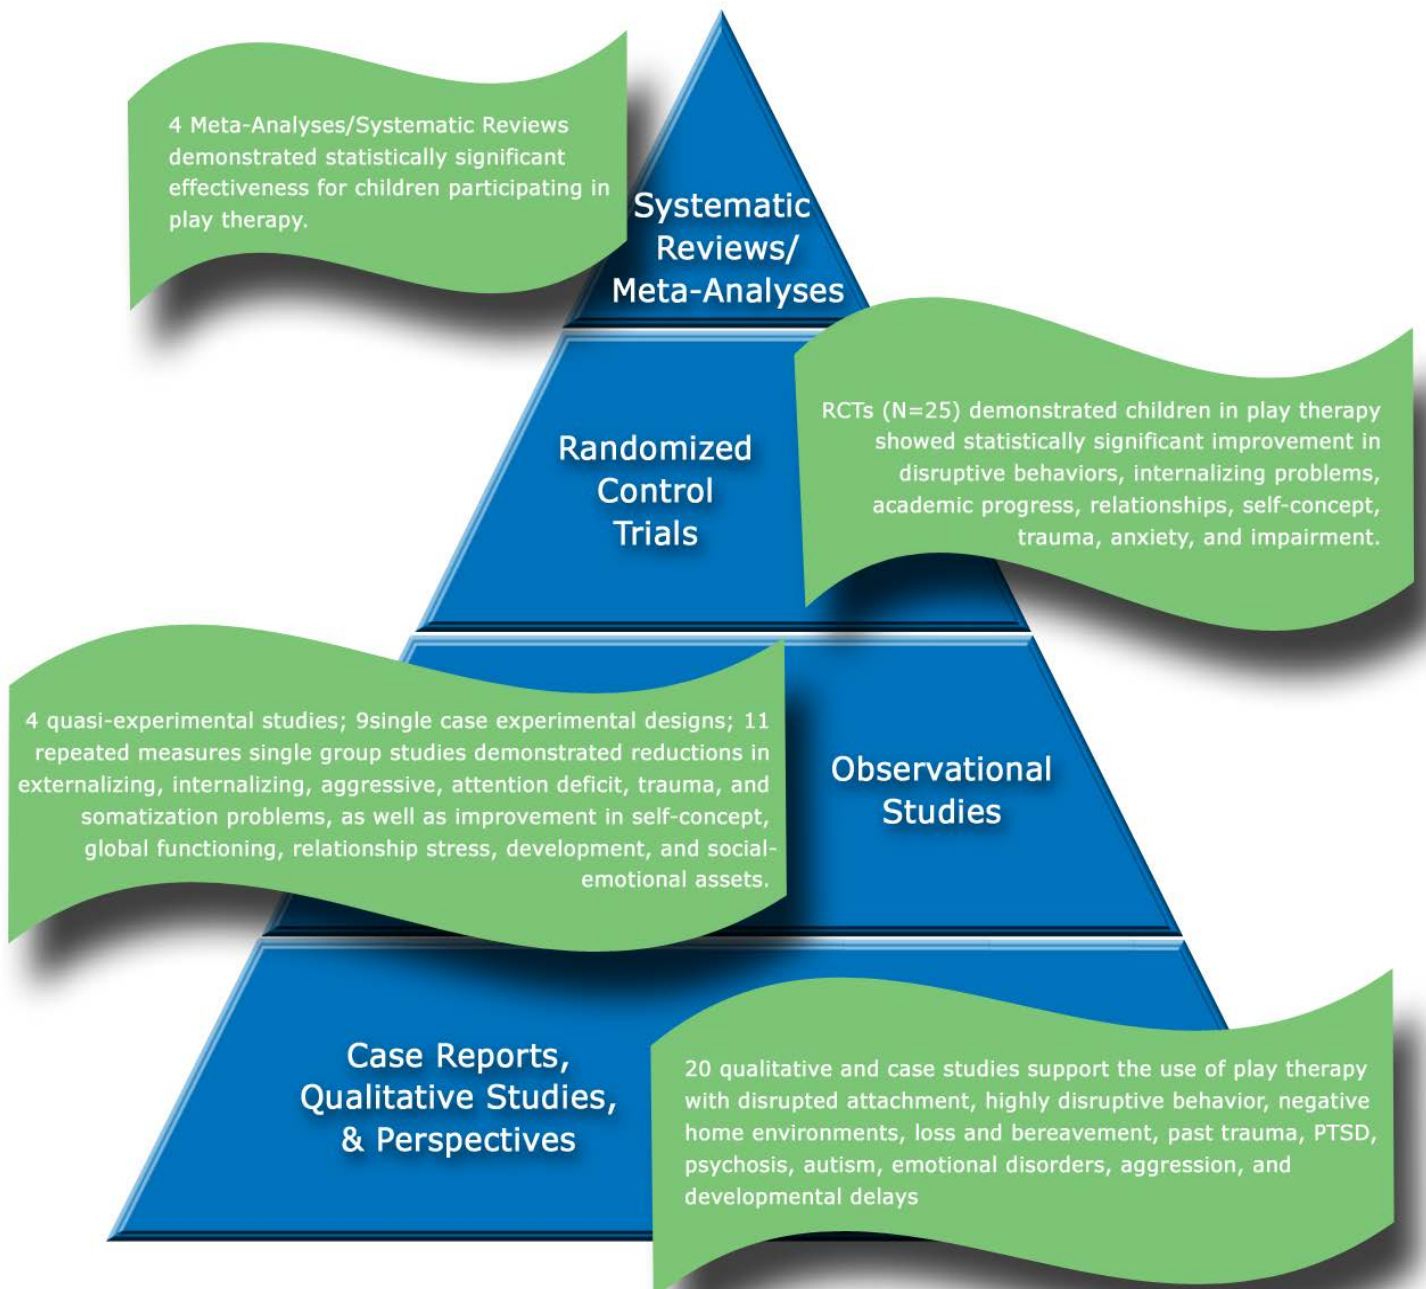 4 Meta-Analyses/Systematic Reviews
demonstrated statistically significant
effectiveness for children participating in
play therapy.
Systematic
Reviews/
Meta-Analyses
RCTs (N=25) demonstrated children in play therapy
showed statistically significant improvement in
disruptive behaviors, internalizing problems,
academic progress, relationships, self-concept,
trauma, anxiety, and impairment.
Randomized
Control
Trials
4 quasi-experimental studies; 9single case experimental designs; 11
repeated measures single group studies demonstrated reductions in
externalizing, internalizing, aggressive, attention deficit, trauma, and
somatization problems, as well as improvement in self-concept,
global functioning, relationship stress, development, and social-
emotional assets.
Observational
Studies
Case Reports,
Qualitative Studies,
& Perspectives
20 qualitative and case studies support the use of play therapy
with disrupted attachment, highly disruptive behavior, negative
home environments, loss and bereavement, past trauma, PTSD,
psychosis, autism, emotional disorders, aggression, and
developmental delays